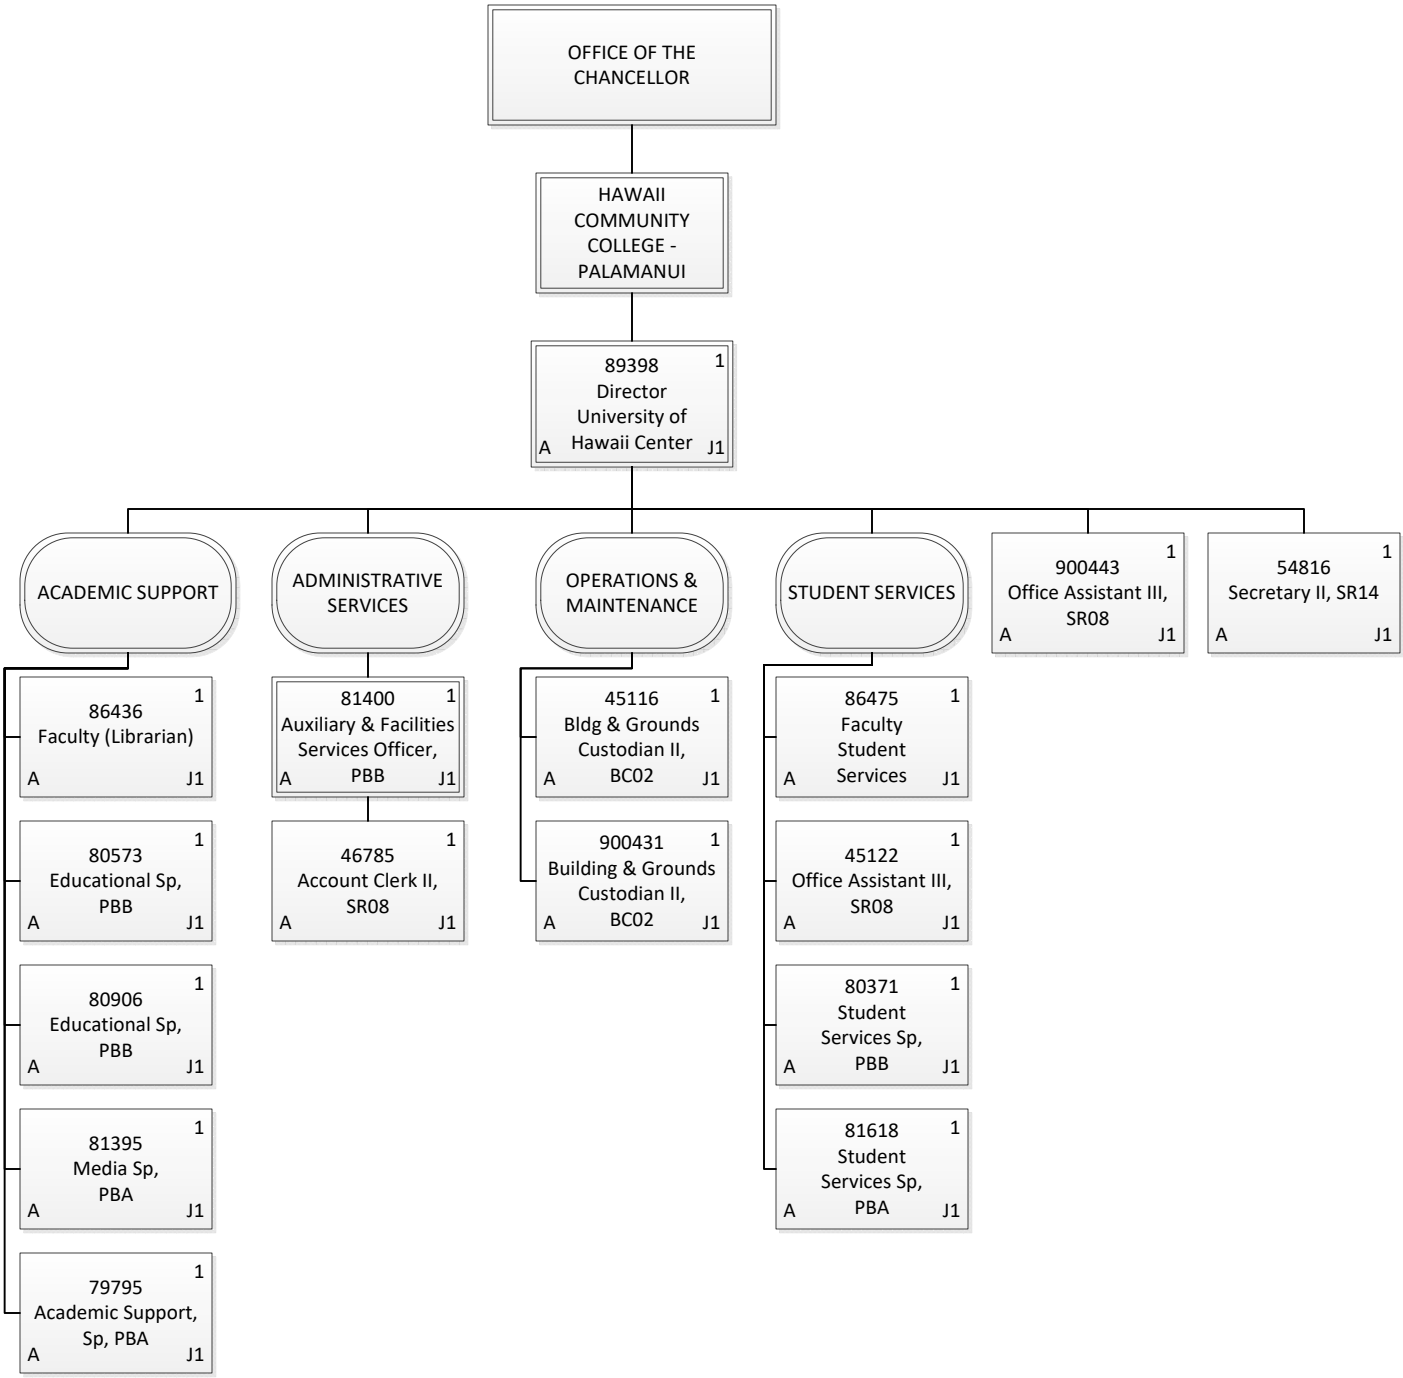 OFFICE OF THE
CHANCELLOR
HAWAII
COMMUNITY
COLLEGE -
PALAMANUI
89398 1
Director
University of
A Hawaii Center J1
ACADEMIC SUPPORT
ADMINISTRATIVE
SERVICES
OPERATIONS &
MAINTENANCE
STUDENT SERVICES
900443 1
Office Assistant III,
SR08
A J1
54816 1
Secretary II, SR14
A J1
86436 1
Faculty (Librarian)
A J1
80573 1
Educational Sp,
PBB
A J1
80906 1
Educational Sp,
PBB
A J1
81395 1
Media Sp,
PBA
A J1
79795 1
Academic Support,
Sp, PBA
A J1
81400 1
Auxiliary & Facilities
Services Officer,
A PBB J1
46785 1
Account Clerk II,
SR08
A J1
45116 1
Bldg & Grounds
Custodian II,
A BC02 J1
900431 1
Building & Grounds
Custodian II,
A BC02 J1
86475 1
Faculty
Student
A Services J1
45122 1
Office Assistant III,
SR08
A J1
80371 1
Student
Services Sp,
A PBB J1
81618 1
Student
Services Sp,
A PBA J1